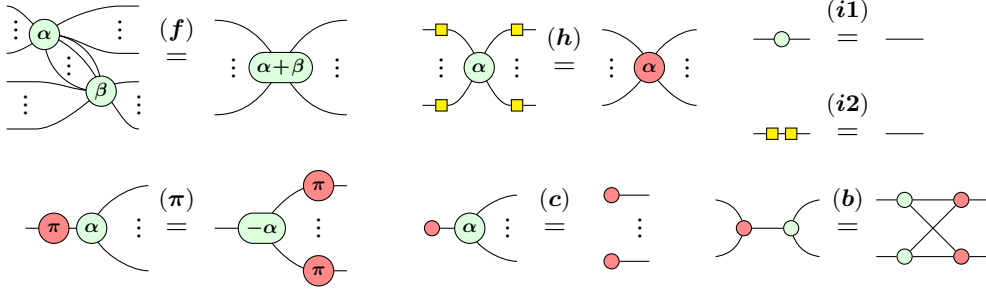 α ⋮ ⋮ (f) = ⋮ α+β ⋮
⋮ β ⋮ ⋮
⋮ α ⋮ (h) = ⋮ α ⋮
(i1) =
(i2) =
π α ⋮ (π) = −α π ⋮ π
α ⋮ (c) = ⋮
(b) =